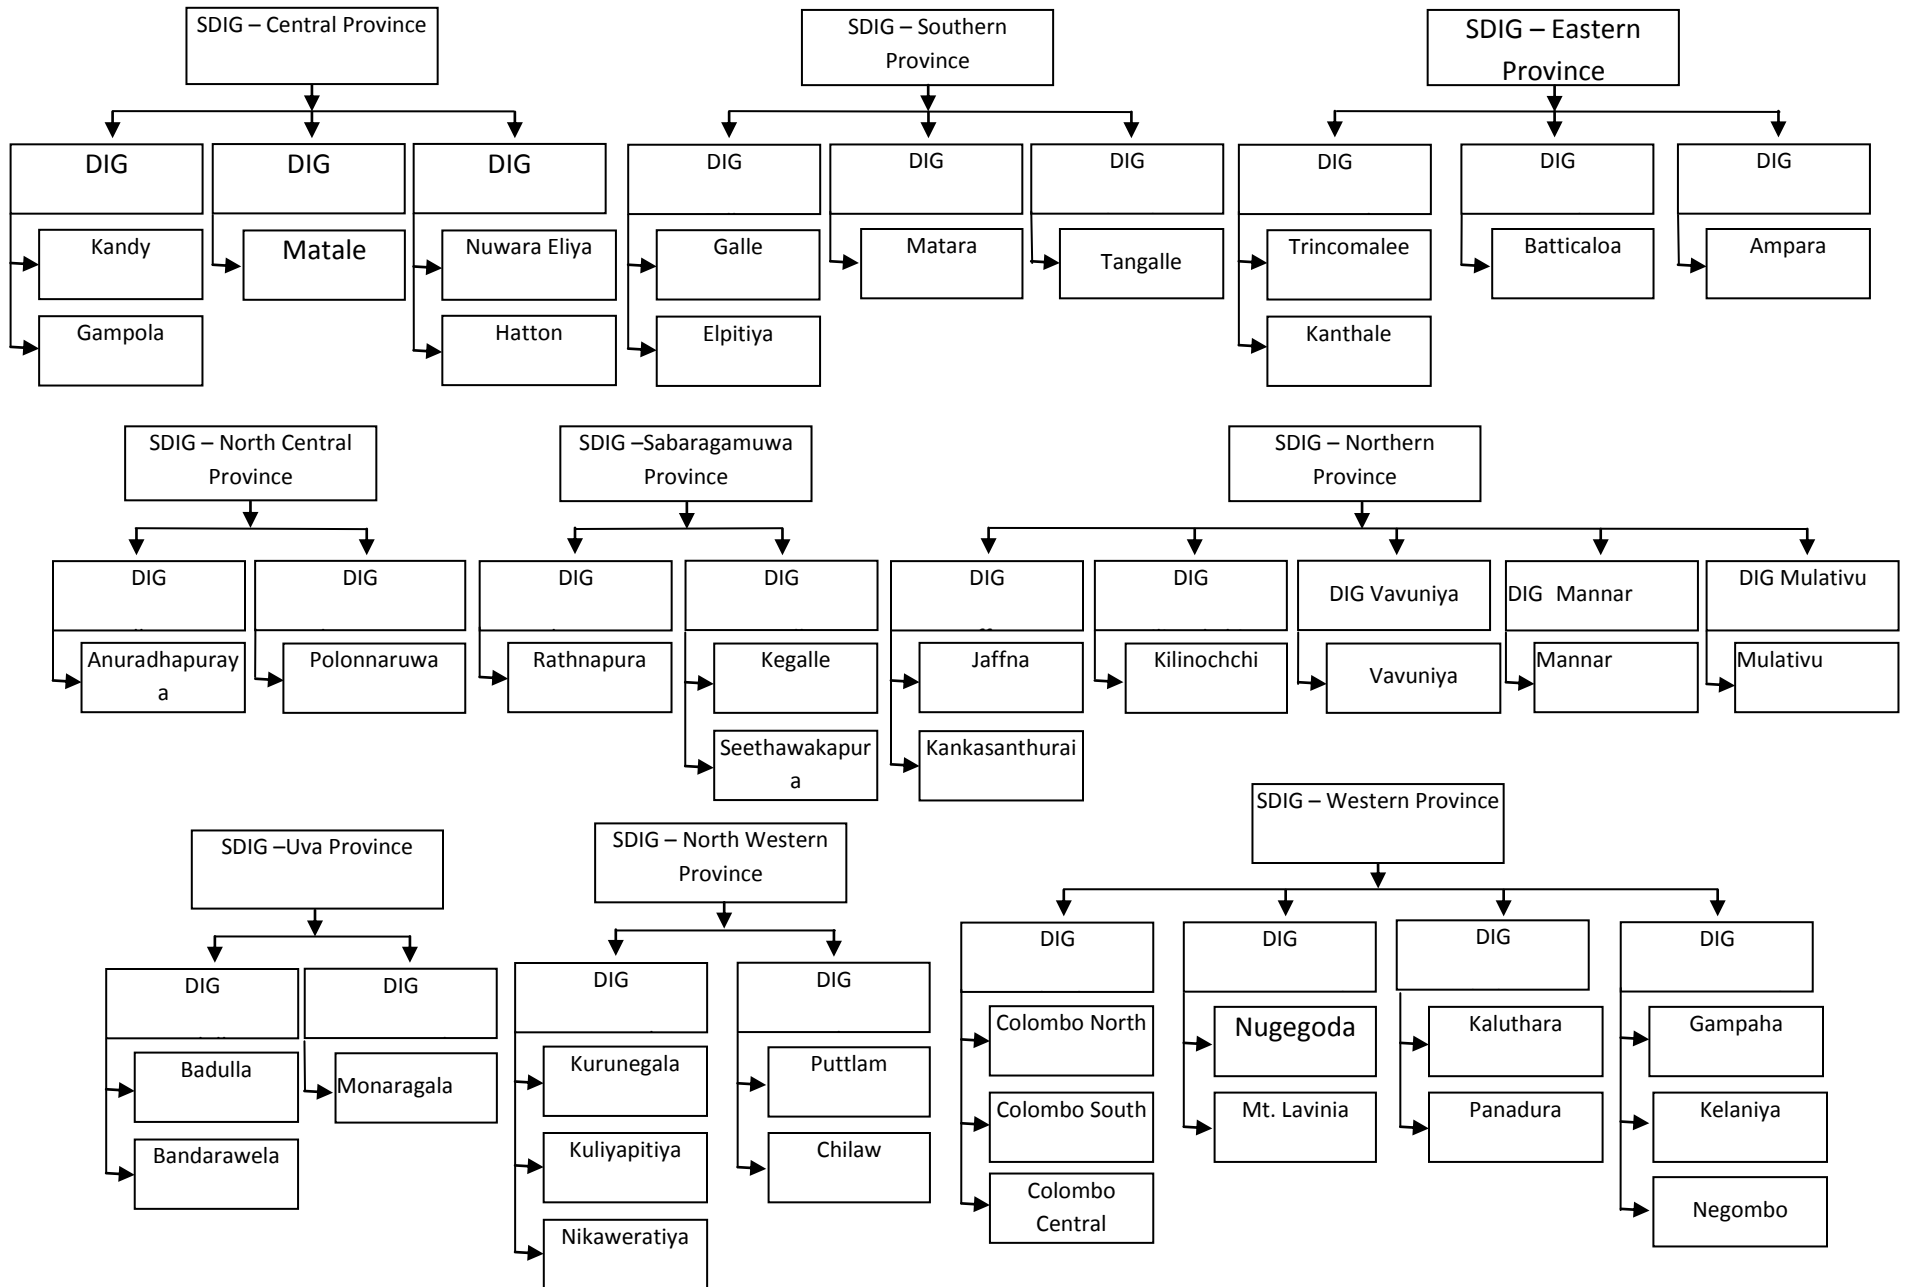 SDIG – Central Province
SDIG – Southern
Province
SDIG – Eastern
Province
DIG
DIG
DIG
DIG
DIG
DIG
DIG
DIG
DIG
Kandy
Matale
Nuwara Eliya
Galle
Matara
Tangalle
Trincomalee
Batticaloa
Ampara
Gampola
Hatton
Elpitiya
Kanthale
SDIG – North Central
Province
SDIG –Sabaragamuwa
Province
SDIG – Northern
Province
DIG
DIG
DIG
DIG
DIG
DIG
DIG Vavuniya
DIG Mannar
DIG Mulativu
Anuradhapuray
a
Polonnaruwa
Rathnapura
Kegalle
Jaffna
Kilinochchi
Vavuniya
Mannar
Mulativu
Seethawakapur
a
Kankasanthurai
SDIG –Uva Province
SDIG – North Western
Province
SDIG – Western Province
DIG
DIG
DIG
DIG
DIG
DIG
DIG
DIG
Badulla
Monaragala
Kurunegala
Puttlam
Colombo North
Nugegoda
Kaluthara
Gampaha
Bandarawela
Kuliyapitiya
Chilaw
Colombo South
Mt. Lavinia
Panadura
Kelaniya
Nikaweratiya
Colombo
Central
Negombo